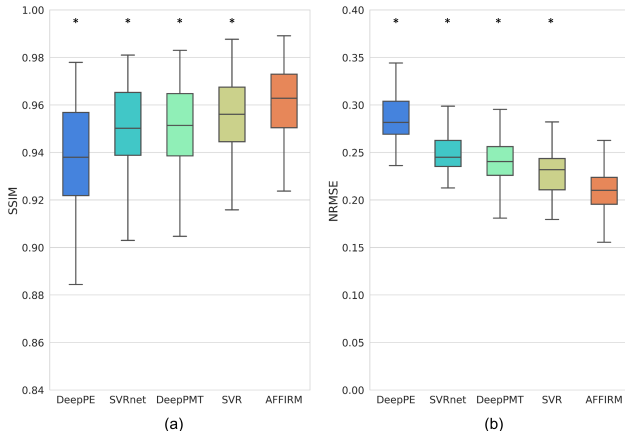 1.00
0.98
0.96
0.94
0.92
0.90
0.88
0.86
0.84
SSIM
* * * *
DeepPE SVRnet DeepPMT SVR AFFIRM
(a)
0.40
0.35
0.30
0.25
0.20
0.15
0.10
0.05
0.00
NRMSE
* * * *
DeepPE SVRnet DeepPMT SVR AFFIRM
(b)